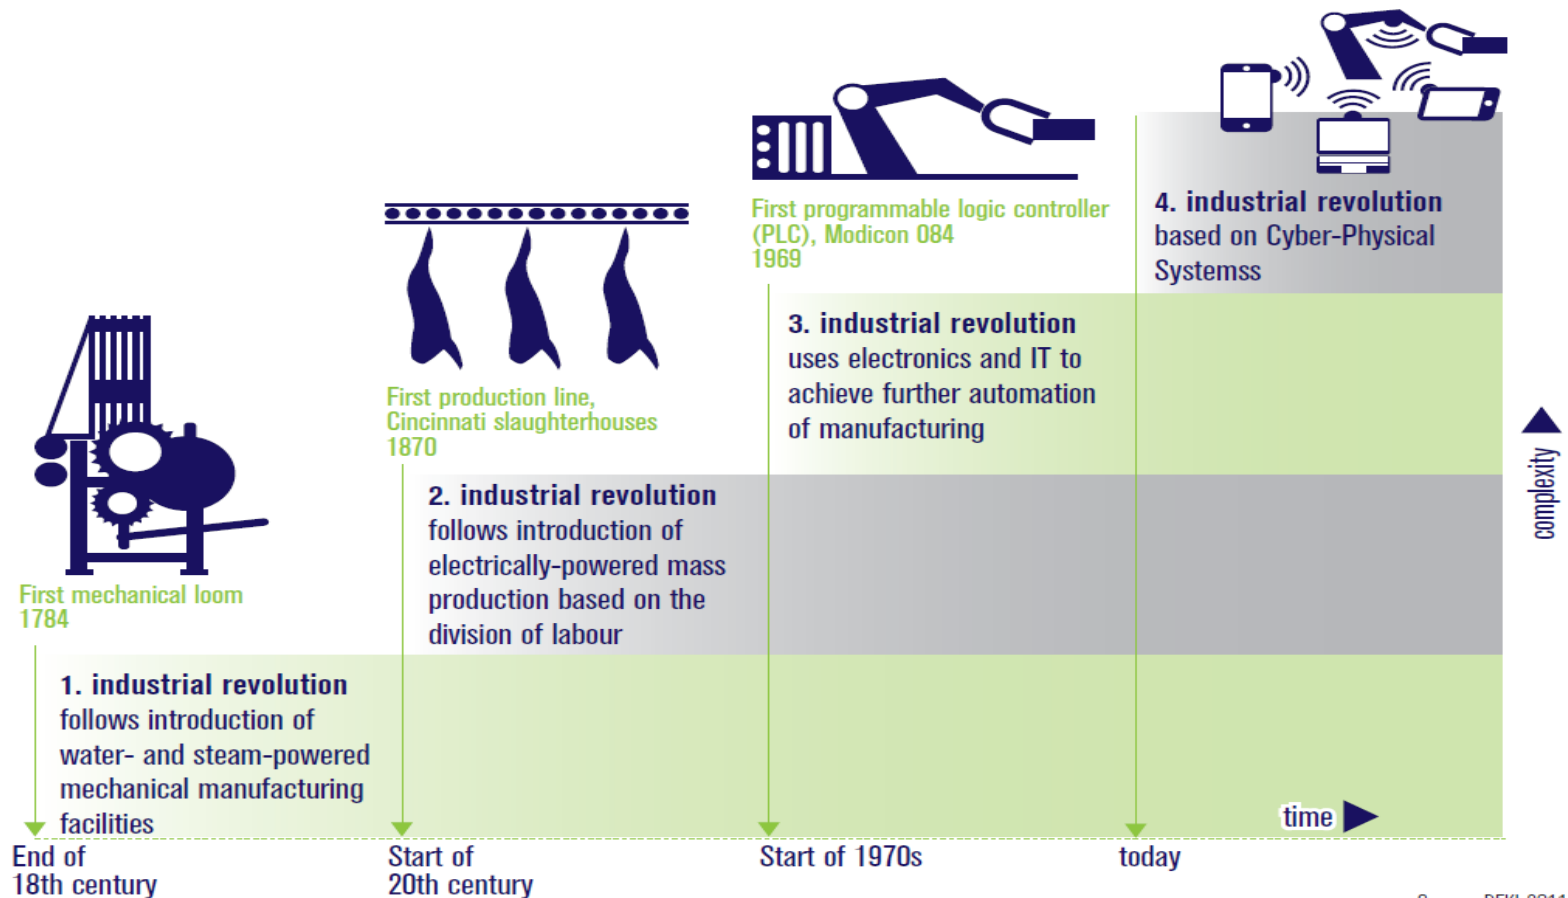 4. industrial revolution
based on Cyber-Physical
Systemss
First programmable logic controller
(PLC), Modicon 084
1969
3. industrial revolution
uses electronics and IT to
achieve further automation
of manufacturing
First production line,
Cincinnati slaughterhouses
1870
2. industrial revolution
follows introduction of
electrically-powered mass
production based on the
division of labour
First mechanical loom
1784
1. industrial revolution
follows introduction of
water- and steam-powered
mechanical manufacturing
facilities
complexity
time
End of
18th century
Start of
20th century
Start of 1970s
today